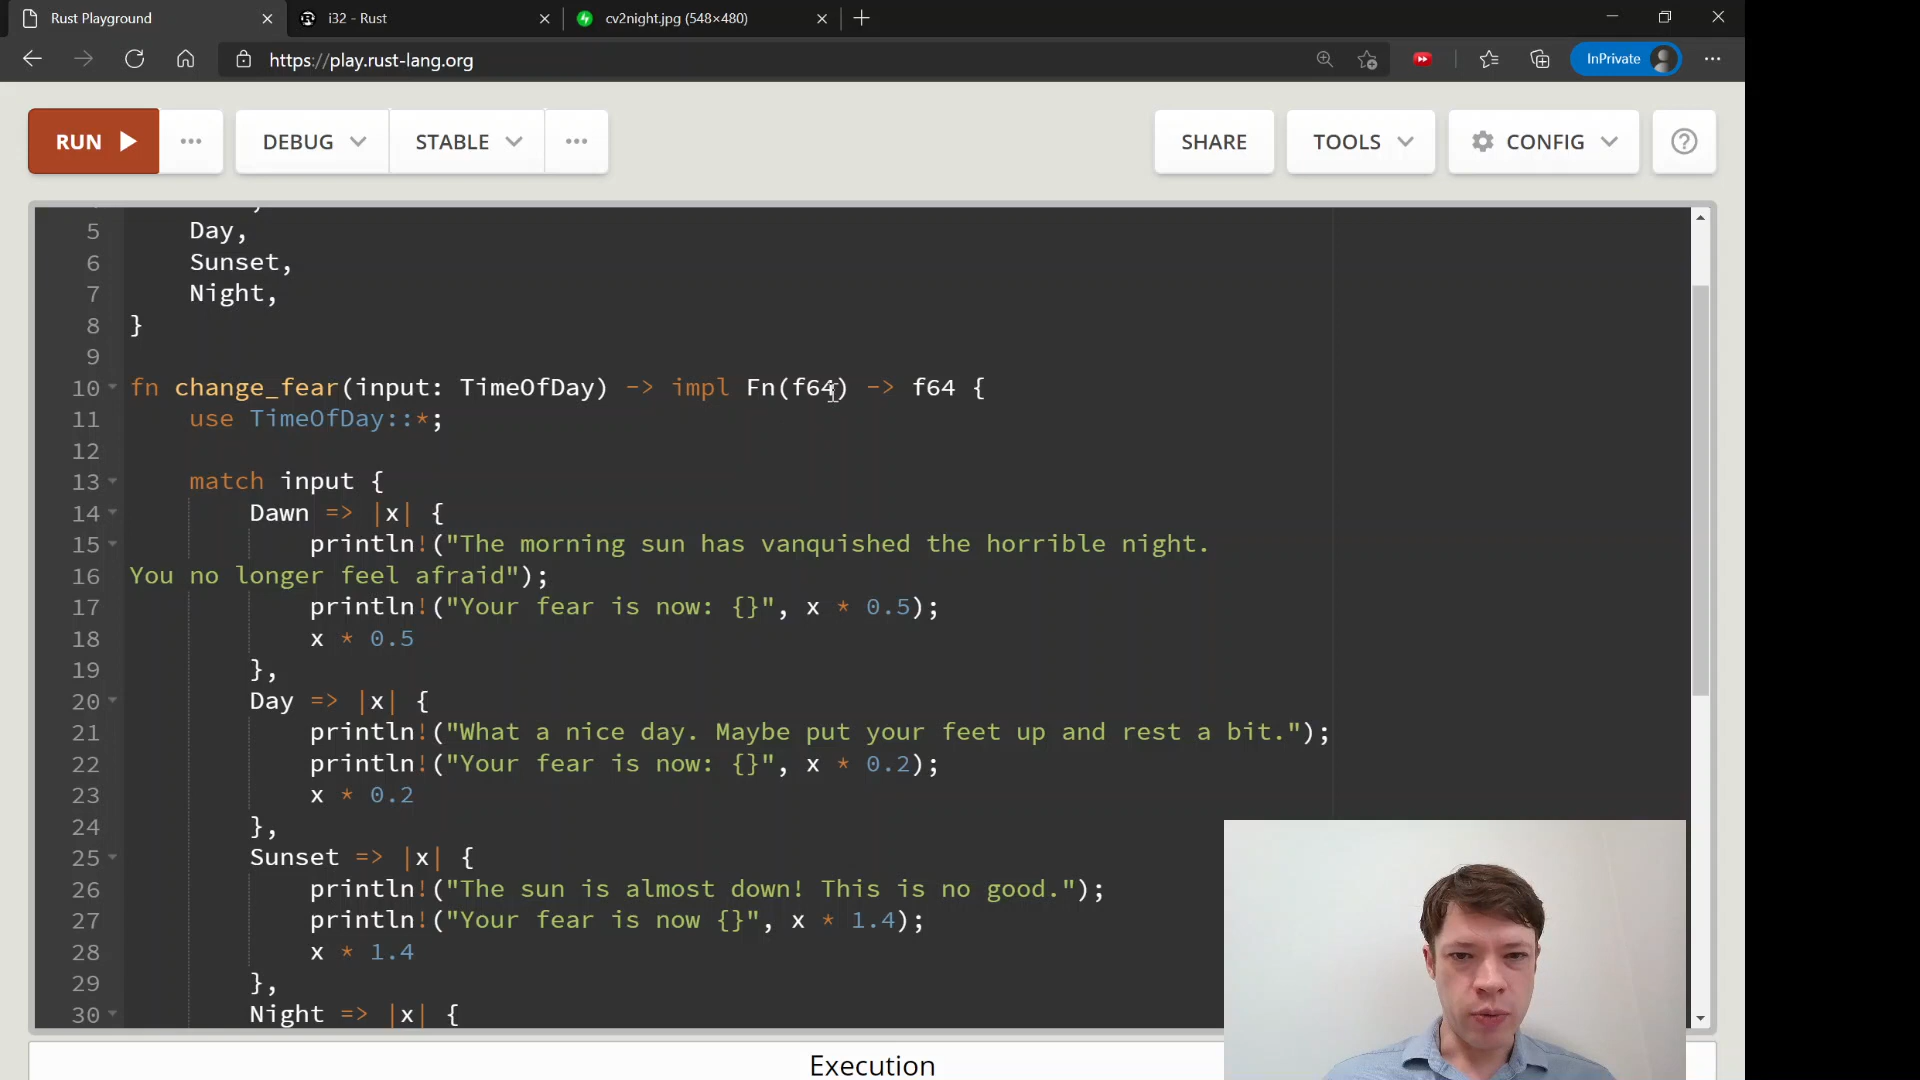 Rust Playground
i32 - Rust
cv2night.jpg (548×480)
https://play.rust-lang.org
InPrivate
RUN
DEBUG
STABLE
SHARE
TOOLS
CONFIG
5 Day,
6 Sunset,
7 Night,
8 }
9
10 fn change_fear(input: TimeOfDay) -> impl Fn(f64) -> f64 {
11 use TimeOfDay::*;
12
13 match input {
14 Dawn => |x| {
15 println!("The morning sun has vanquished the horrible night.
16 You no longer feel afraid");
17 println!("Your fear is now: {}", x * 0.5);
18 x * 0.5
19 },
20 Day => |x| {
21 println!("What a nice day. Maybe put your feet up and rest a bit.");
22 println!("Your fear is now: {}", x * 0.2);
23 x * 0.2
24 },
25 Sunset => |x| {
26 println!("The sun is almost down! This is no good.");
27 println!("Your fear is now {}", x * 1.4);
28 x * 1.4
29 },
30 Night => |x| {
Execution